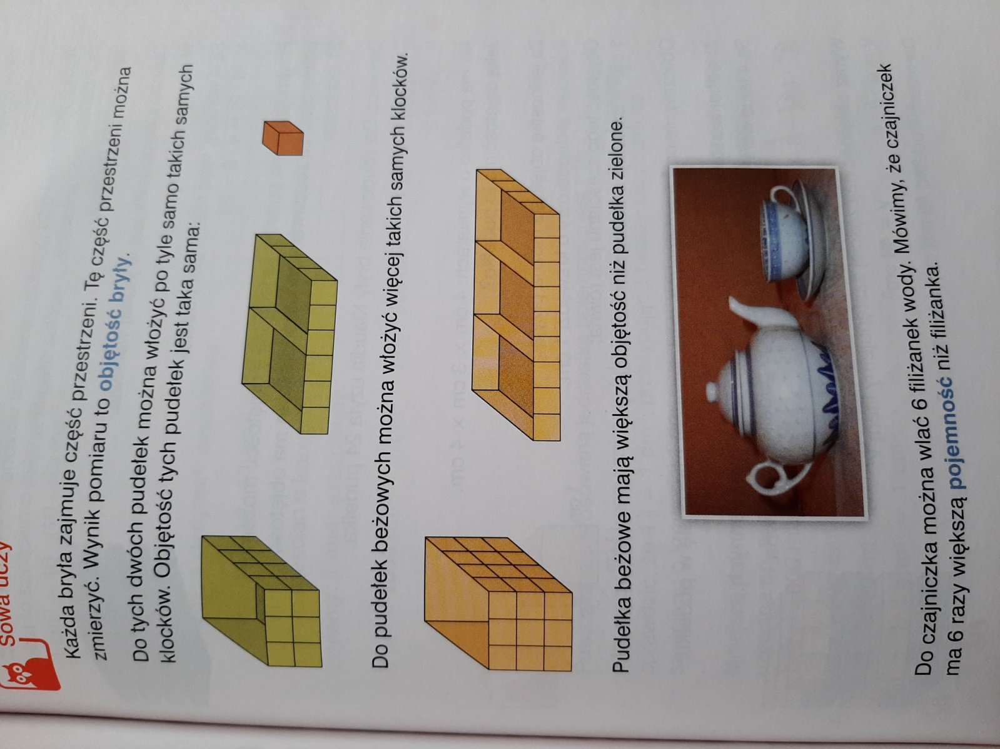 Sowa uczy
Każda bryła zajmuje część przestrzeni. Tę część przestrzeni można
zmierzyć. Wynik pomiaru to objętość bryły.
Do tych dwóch pudełek można włożyć po tyle samo takich samych
klocków. Objętość tych pudełek jest taka sama:
Do pudełek beżowych można włożyć więcej takich samych klocków.
Pudełka beżowe mają większą objętość niż pudełka zielone.
Do czajniczka można wlać 6 filiżanek wody. Mówimy, że czajniczek
ma 6 razy większą pojemność niż filiżanka.